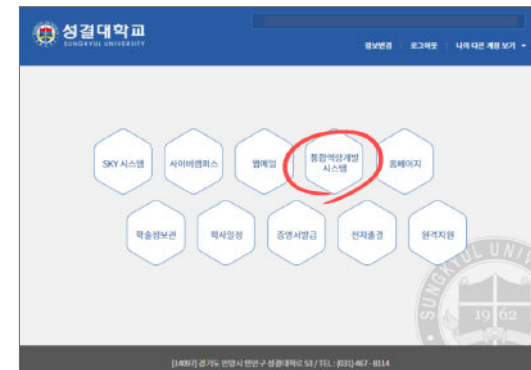 성결대학교
SUNGKYUL UNIVERSITY
정보변경 로그아웃 나의 다른 계정 보기
SKY 시스템
사이버캠퍼스
웹메일
통합역량개발
시스템
홈페이지
학술정보관
학사일정
증명서발급
전자출결
원격지원
SUNGKYUL UNIV
19 62
[14097] 경기도 안양시 만안구 성결대학로 53 / TEL : (031) 467 - 8114